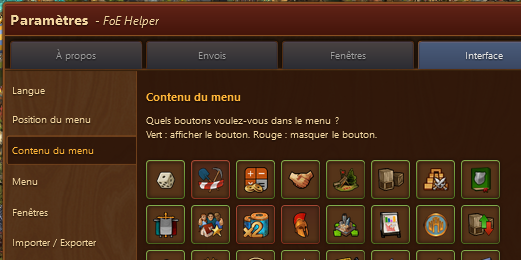 Paramètres - FoE Helper
À propos
Envois
Fenêtres
Interface
Langue
Position du menu
Contenu du menu
Menu
Fenêtres
Importer / Exporter
Contenu du menu
Quels boutons voulez-vous dans le menu ?
Vert : afficher le bouton. Rouge : masquer le bouton.
x2